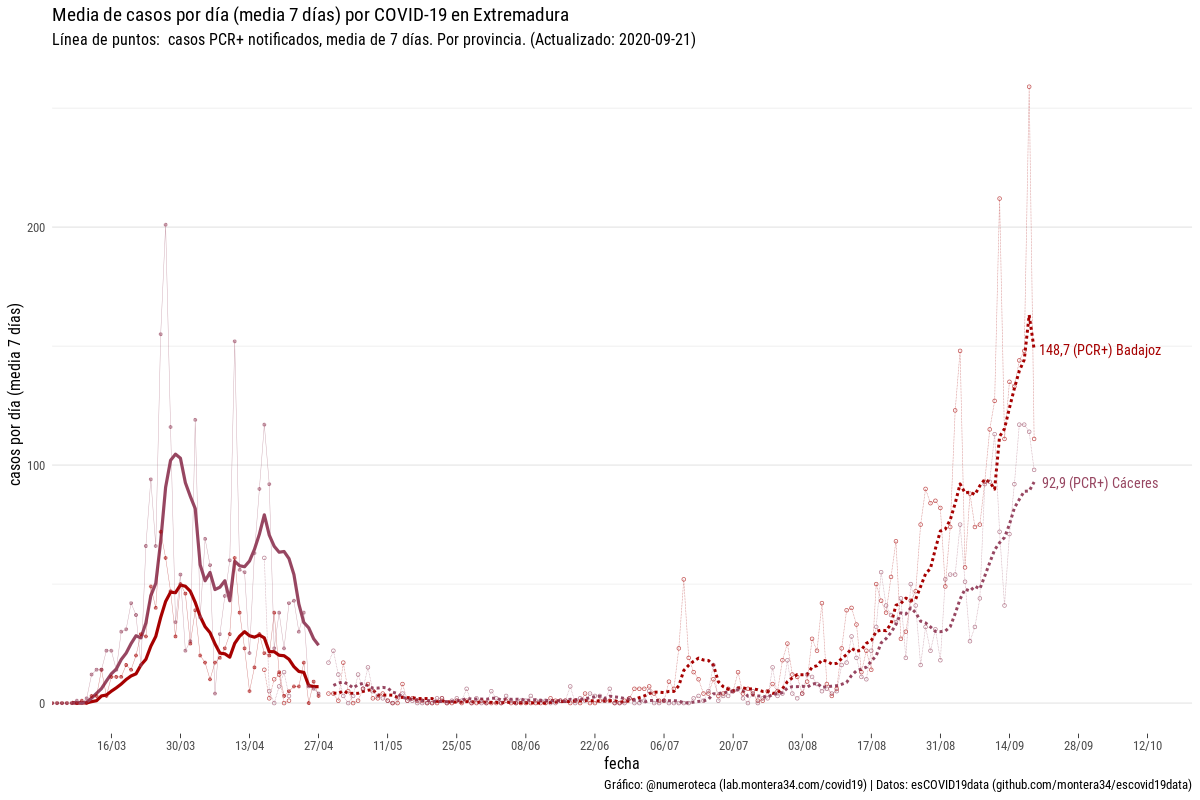 Media de casos por día (media 7 días) por COVID-19 en Extremadura
Línea de puntos:  casos PCR+ notificados, media de 7 días. Por provincia. (Actualizado: 2020-09-21)
casos por día (media 7 días)
200
100
0
148,7 (PCR+) Badajoz
92,9 (PCR+) Cáceres
16/03 30/03 13/04 27/04 11/05 25/05 08/06 22/06 06/07 20/07 03/08 17/08 31/08 14/09 28/09 12/10
fecha
Gráfico: @numeroteca (lab.montera34.com/covid19) | Datos: esCOVID19data (github.com/montera34/escovid19data)